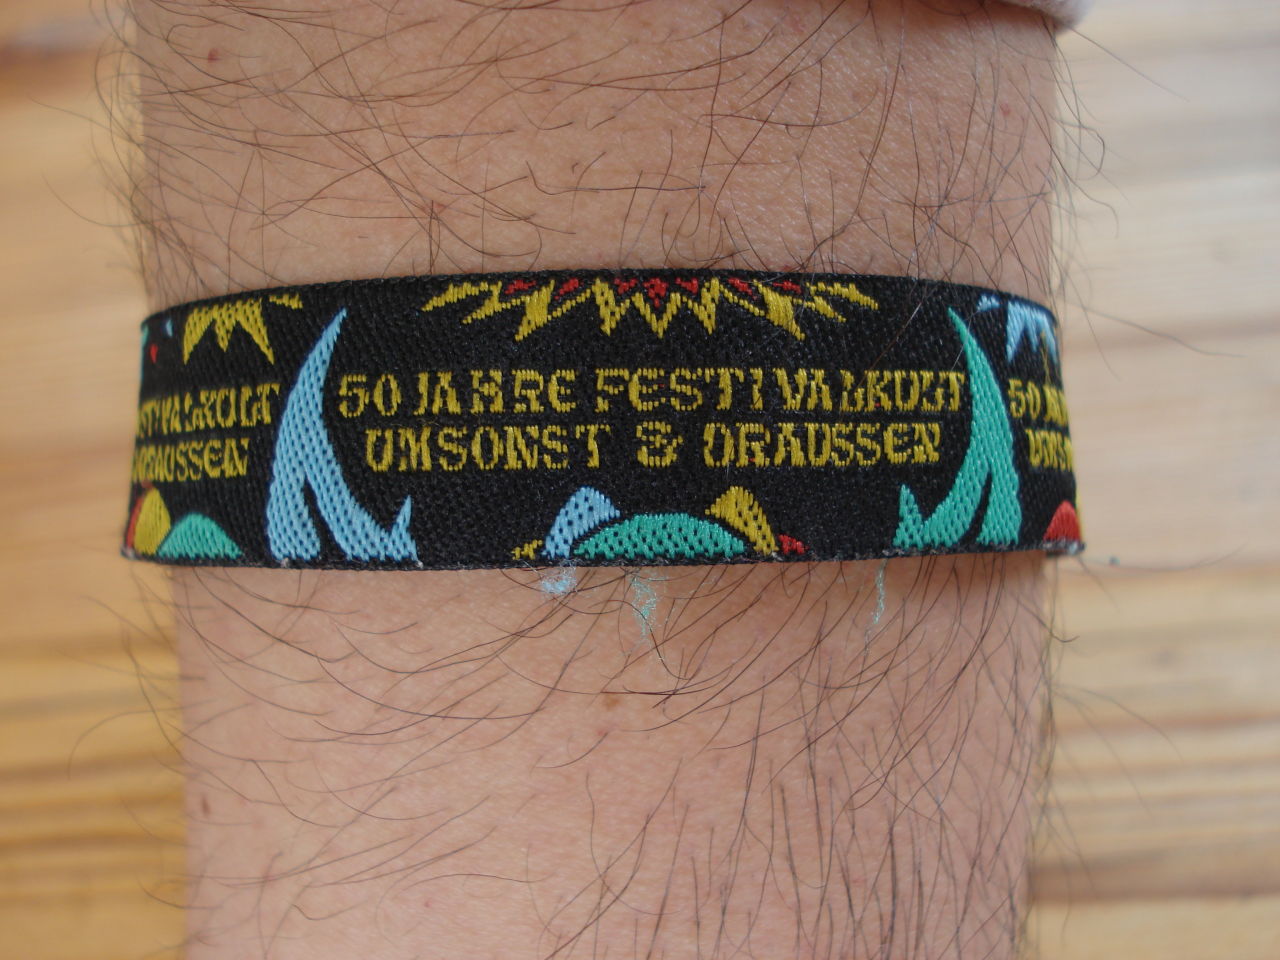 50 JAHRE FESTIVALKULT
UMSONST & DRAUSSEN